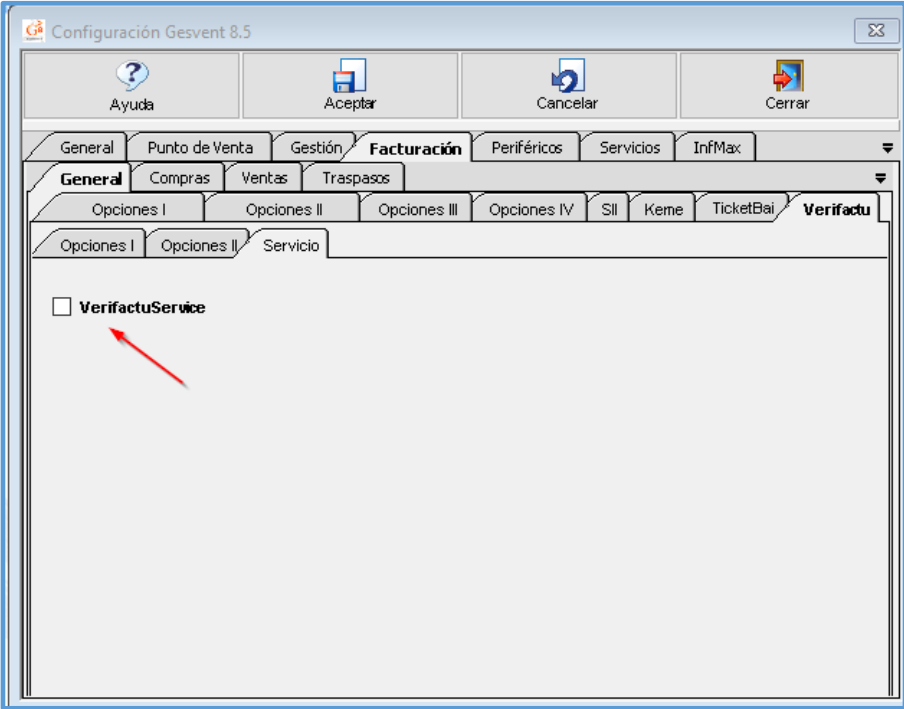 Configuración Gesvent 8.5
Ayuda Aceptar Cancelar Cerrar
General Punto de Venta Gestión Facturación Periféricos Servicios InfMax
General Compras Ventas Traspasos
Opciones I Opciones II Opciones III Opciones IV SII Keme TicketBai Verifactu
Opciones I Opciones II Servicio
VerifactuService